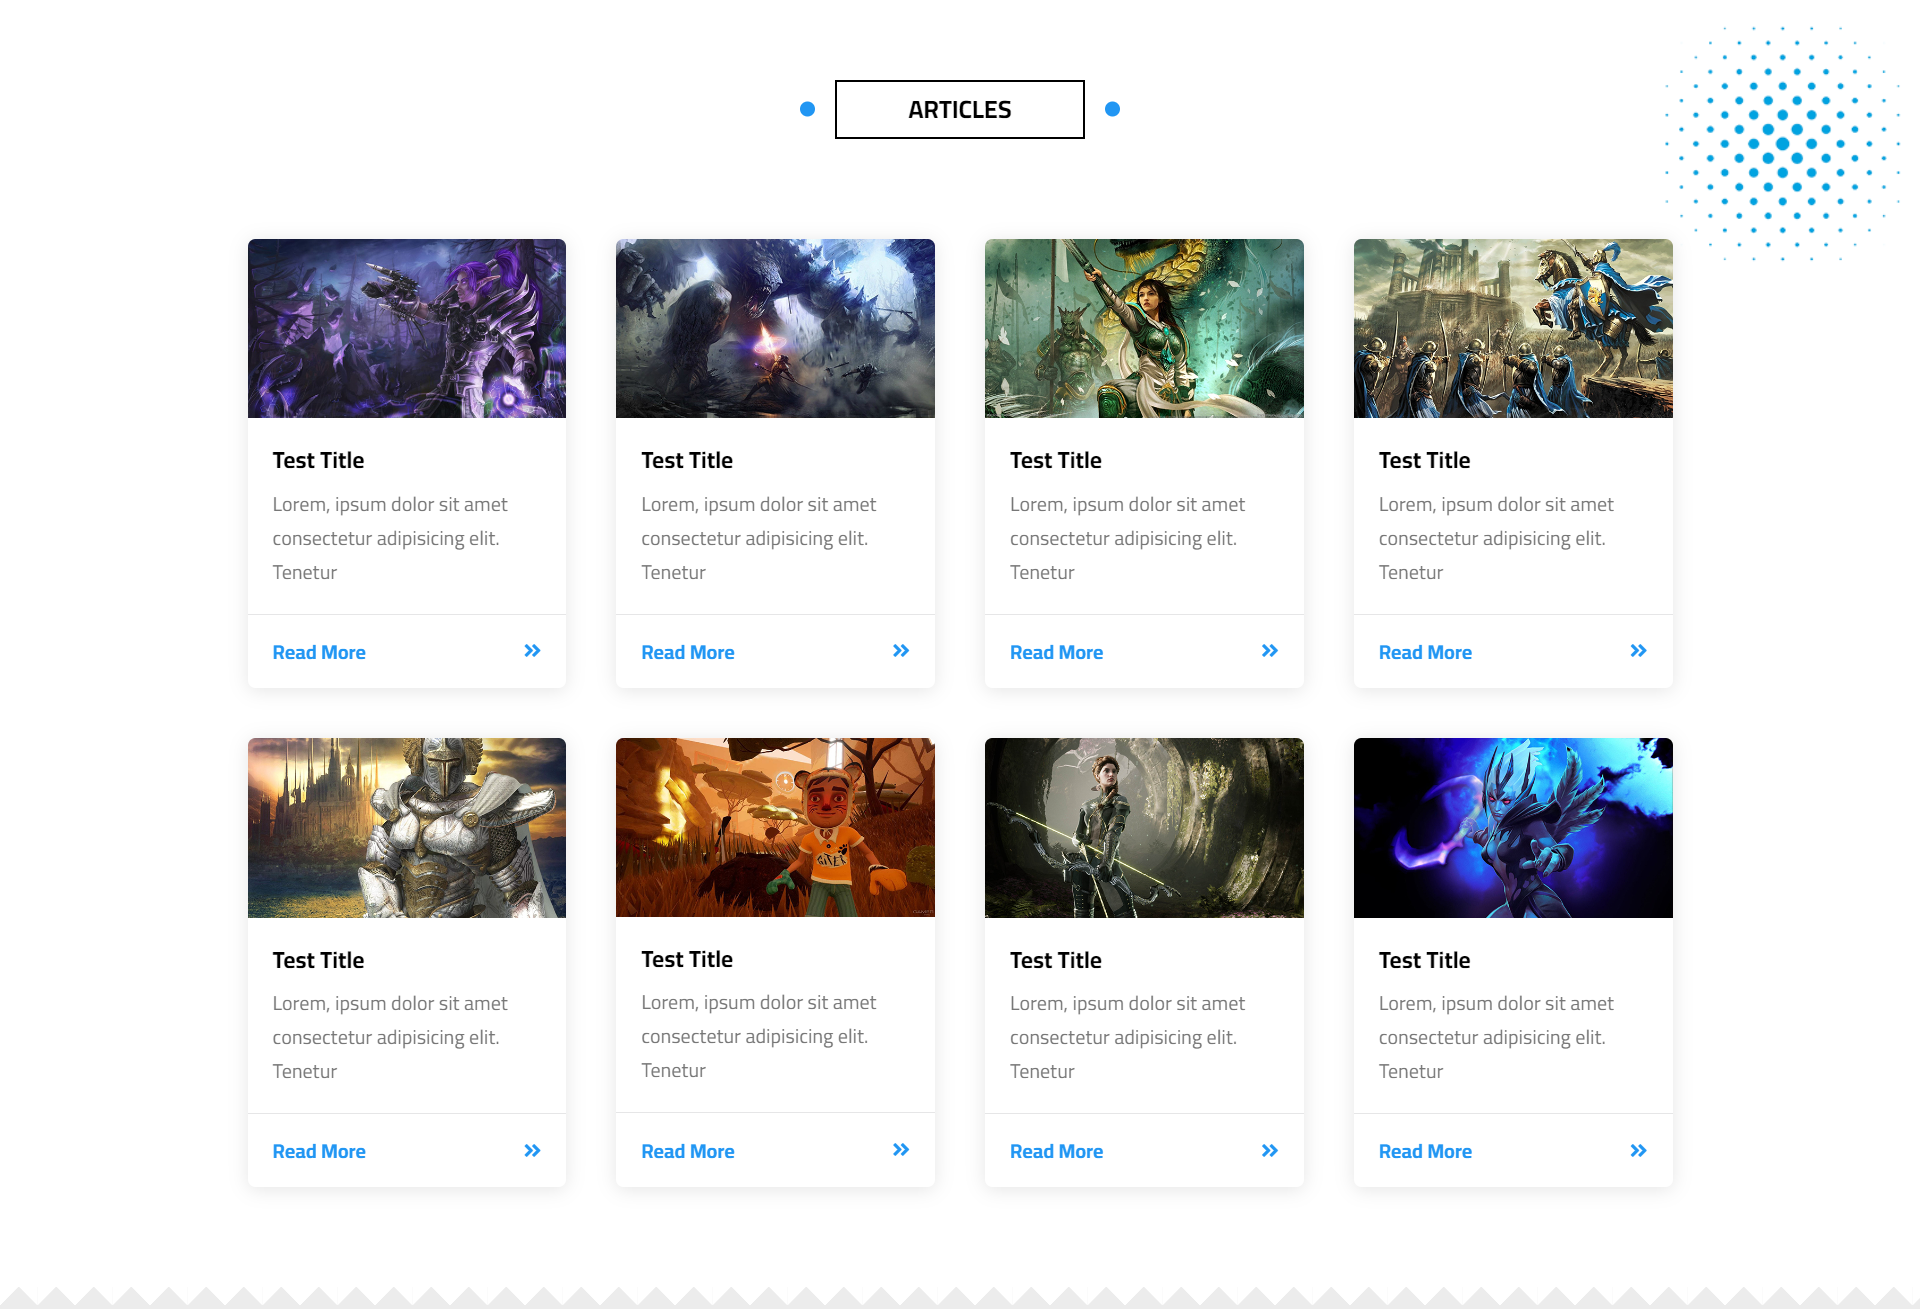 ARTICLES
Test Title
Lorem, ipsum dolor sit amet
consectetur adipisicing elit.
Tenetur
Read More
Test Title
Lorem, ipsum dolor sit amet
consectetur adipisicing elit.
Tenetur
Read More
Test Title
Lorem, ipsum dolor sit amet
consectetur adipisicing elit.
Tenetur
Read More
Test Title
Lorem, ipsum dolor sit amet
consectetur adipisicing elit.
Tenetur
Read More
Test Title
Lorem, ipsum dolor sit amet
consectetur adipisicing elit.
Tenetur
Read More
Test Title
Lorem, ipsum dolor sit amet
consectetur adipisicing elit.
Tenetur
Read More
Test Title
Lorem, ipsum dolor sit amet
consectetur adipisicing elit.
Tenetur
Read More
Test Title
Lorem, ipsum dolor sit amet
consectetur adipisicing elit.
Tenetur
Read More